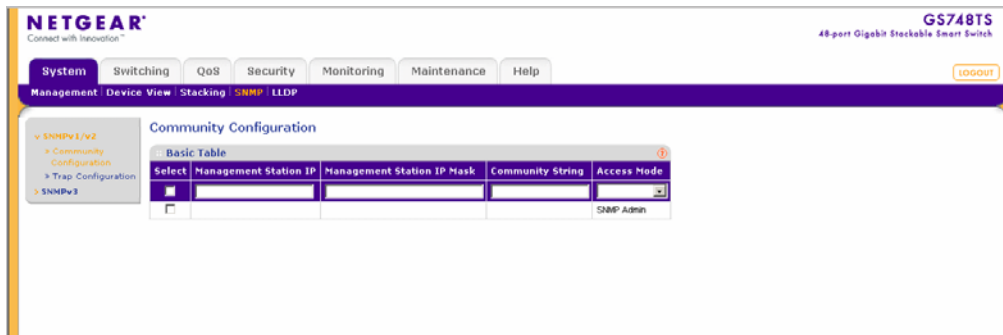 NETGEAR®
Connect with Innovation™
GS748TS
48-port Gigabit Stackable Smart Switch
System Switching QoS Security Monitoring Maintenance Help
LOGOUT
Management Device View Stacking SNMP LLDP
SNMPv1/v2
Community Configuration
Trap Configuration
SNMPv3
Community Configuration
Basic Table
Select Management Station IP Management Station IP Mask Community String Access Mode
SNMP Admin